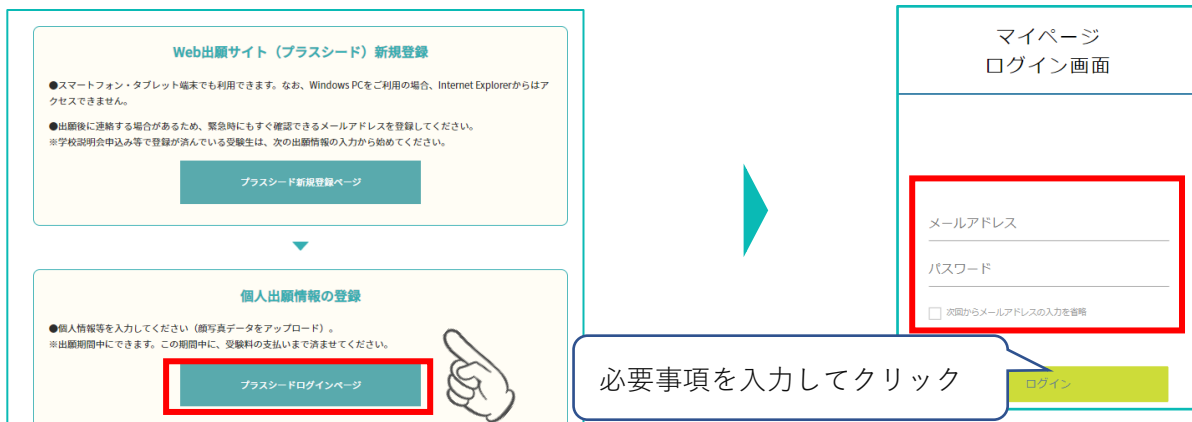 Web出願サイト（プラスシード）新規登録
●スマートフォン・タブレット端末でも利用できます。なお、Windows PCをご利用の場合、Internet Explorerからはア
クセスできません。
●出願後に連絡する場合があるため、緊急時にもすぐ確認できるメールアドレスを登録してください。
※学校説明会申込み等で登録が済んでいる受験生は、次の出願情報の入力から始めてください。
プラスシード新規登録ページ
個人出願情報の登録
●個人情報等を入力してください（顔写真データをアップロード）。
※出願期間中にできます。この期間中に、受験料の支払いまで済ませてください。
プラスシードログインページ
マイページ
ログイン画面
メールアドレス
パスワード
次回からメールアドレスの入力を省略
必要事項を入力してクリック
ログイン